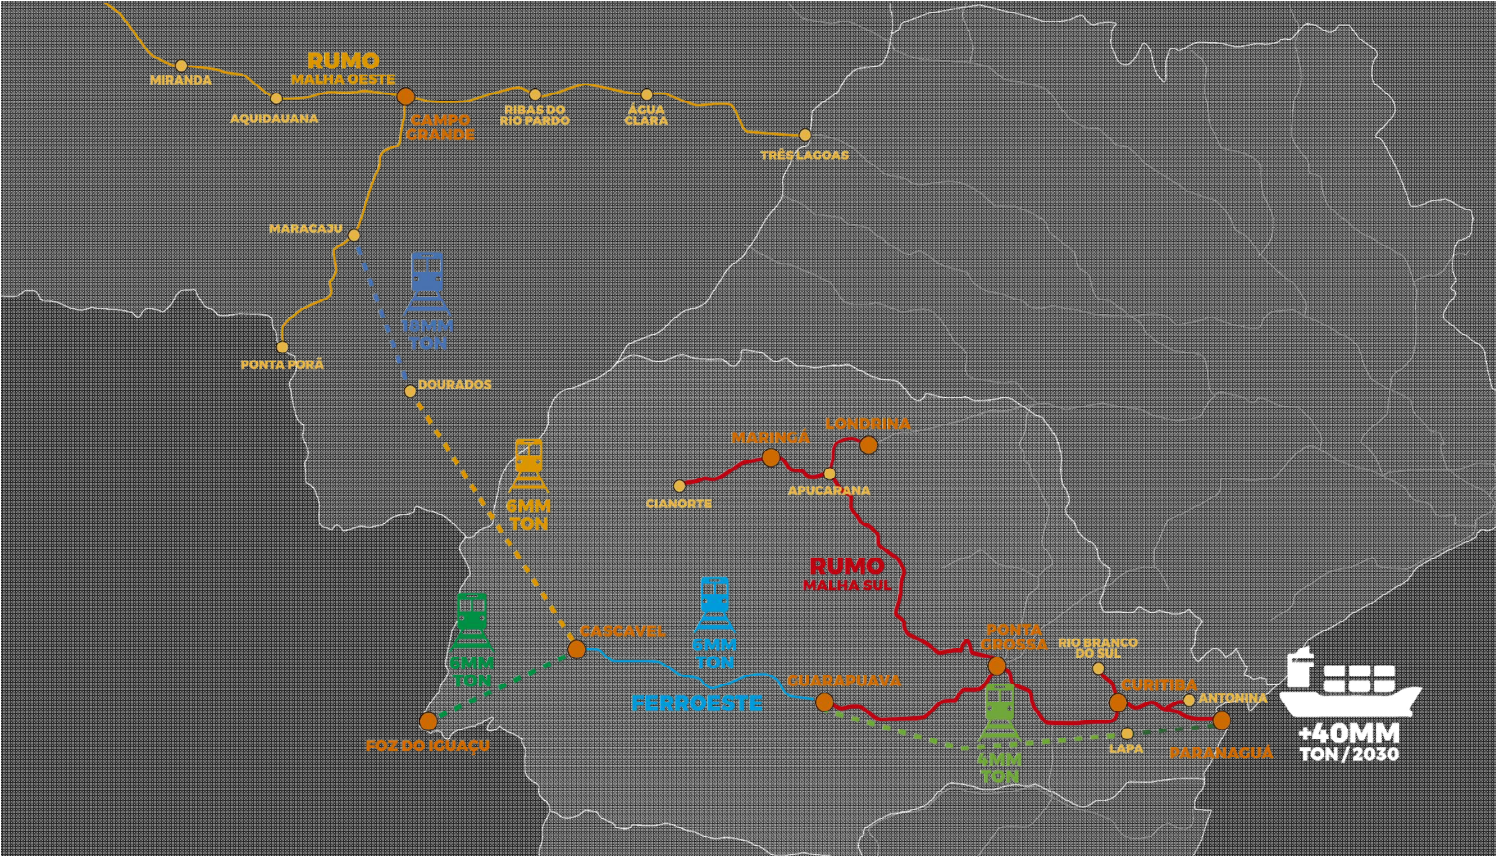 RUMO
MALHA OESTE
MIRANDA
AQUIDAUANA
CAMPO
GRANDE
RIBAS DO
RIO PARDO
ÁGUA
CLARA
TRÊS LAGOAS
MARACAJU
18MM
TON
PONTA PORÃ
DOURADOS
LONDRINA
MARINGÁ
APUCARANA
CIANORTE
6MM
TON
RUMO
MALHA SUL
CASCAVEL
6MM
TON
6MM
TON
PONTA
GROSSA
RIO BRANCO
DO SUL
GUARAPUAVA
FERROESTE
CURITIBA
ANTONINA
FOZ DO IGUAÇU
LAPA
PARANAGUÁ
4MM
TON
+40MM
TON / 2030